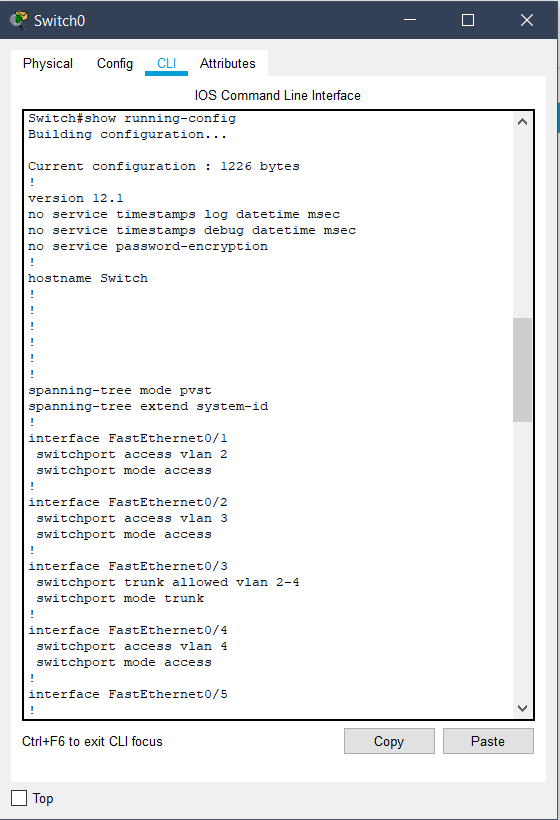 Switch0
Physical Config CLI Attributes
IOS Command Line Interface
Switch#show running-config
Building configuration...
Current configuration : 1226 bytes
!
version 12.1
no service timestamps log datetime msec
no service timestamps debug datetime msec
no service password-encryption
!
hostname Switch
!
!
!
!
!
!
spanning-tree mode pvst
spanning-tree extend system-id
!
interface FastEthernet0/1
switchport access vlan 2
switchport mode access
!
interface FastEthernet0/2
switchport access vlan 3
switchport mode access
!
interface FastEthernet0/3
switchport trunk allowed vlan 2-4
switchport mode trunk
!
interface FastEthernet0/4
switchport access vlan 4
switchport mode access
!
interface FastEthernet0/5
!
Ctrl+F6 to exit CLI focus
Copy Paste
Top